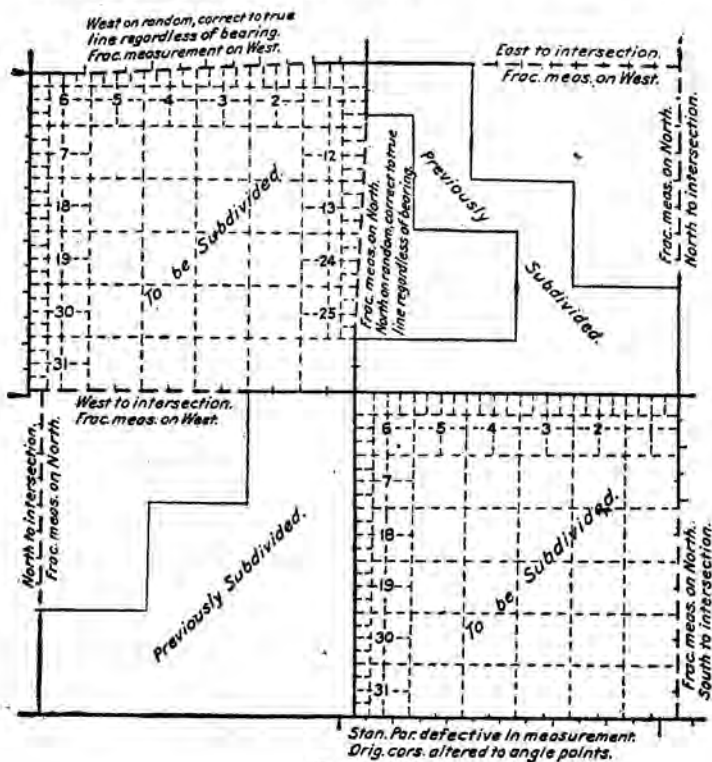 West on random, correct to true
line regardless of bearing.
Frac. measurement on West.
East to intersection.
Frac. meas. on West.
6 5 4 3 2
7
18
19
30
31
12
13
24
25
To be Subdivided.
Frac. meas. on North.
North on random, correct to true
line regardless of bearing.
Previously
Subdivided.
Frac. meas. on North.
North to intersection.
West to intersection.
Frac. meas. on West.
North to intersection.
Frac. meas. on North.
Previously Subdivided.
6 5 4 3 2
7
18
19
30
31
To be Subdivided.
Frac. meas. on North.
South to intersection.
Stan. Par. defective in measurement.
Orig. cors. altered to angle points.